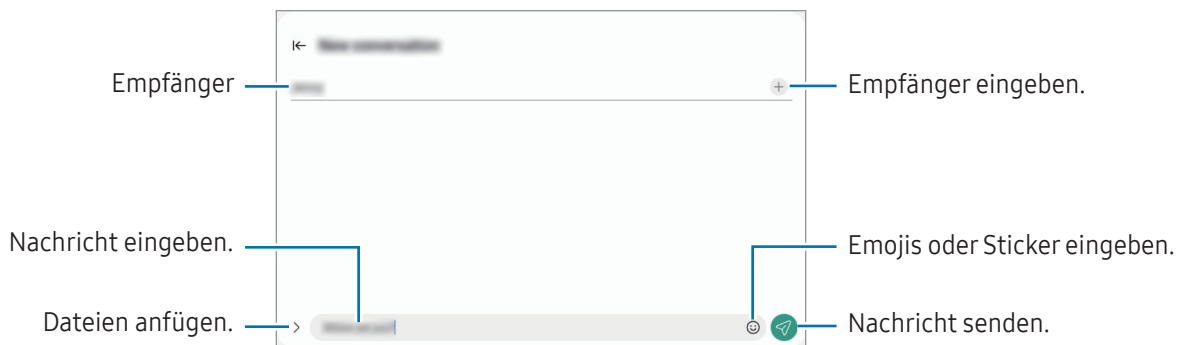 Empfänger
Empfänger eingeben.
Nachricht eingeben.
Emojis oder Sticker eingeben.
Dateien anfügen.
Nachricht senden.